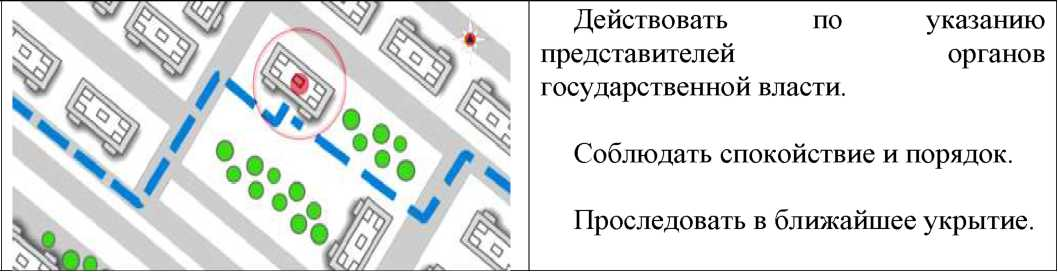 Действовать по указанию
представителей органов
государственной власти.
Соблюдать спокойствие и порядок.
Проследовать в ближайшее укрытие.